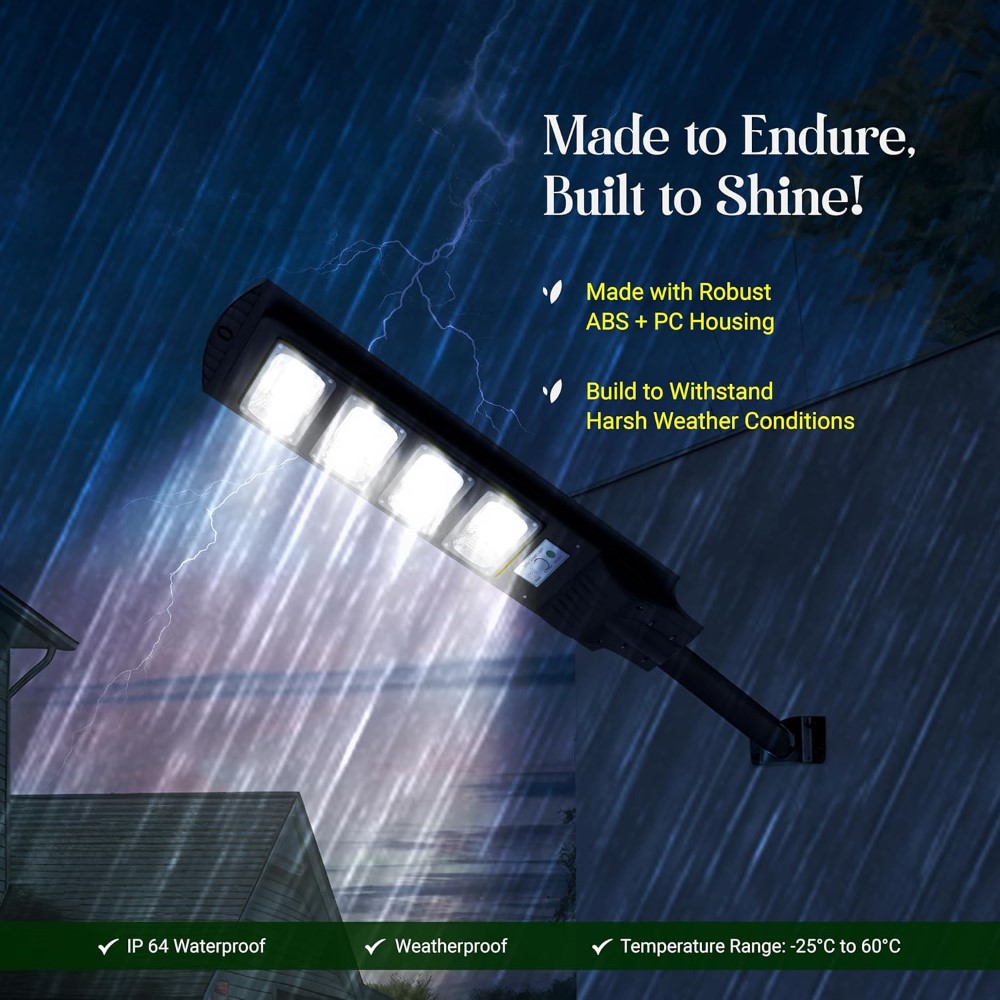 Made to Endure,
Built to Shine!
Made with Robust
ABS + PC Housing
Build to Withstand
Harsh Weather Conditions
IP 64 Waterproof
Weatherproof
Temperature Range: -25°C to 60°C